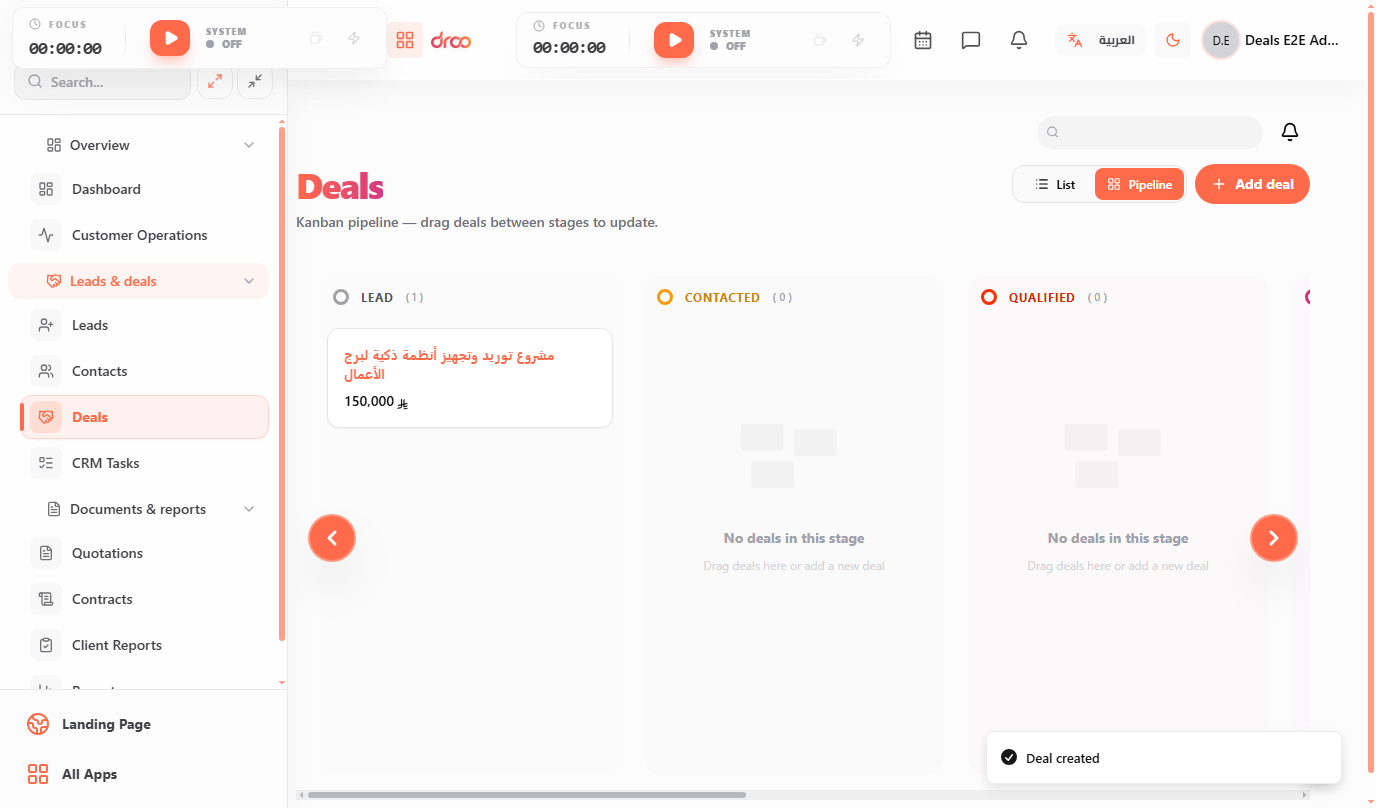 FOCUS
00:00:00
SYSTEM
OFF
droo
FOCUS
00:00:00
SYSTEM
OFF
العربية
D.E
Deals E2E Ad...
Search...
Overview
Dashboard
Customer Operations
Leads & deals
Leads
Contacts
Deals
CRM Tasks
Documents & reports
Quotations
Contracts
Client Reports
Landing Page
All Apps
Deals
Kanban pipeline — drag deals between stages to update.
List
Pipeline
+ Add deal
LEAD (1)
مشروع توريد وتجهيز أنظمة ذكية لبرج
الأعمال
150,000
CONTACTED (0)
No deals in this stage
Drag deals here or add a new deal
QUALIFIED (0)
No deals in this stage
Drag deals here or add a new deal
Deal created